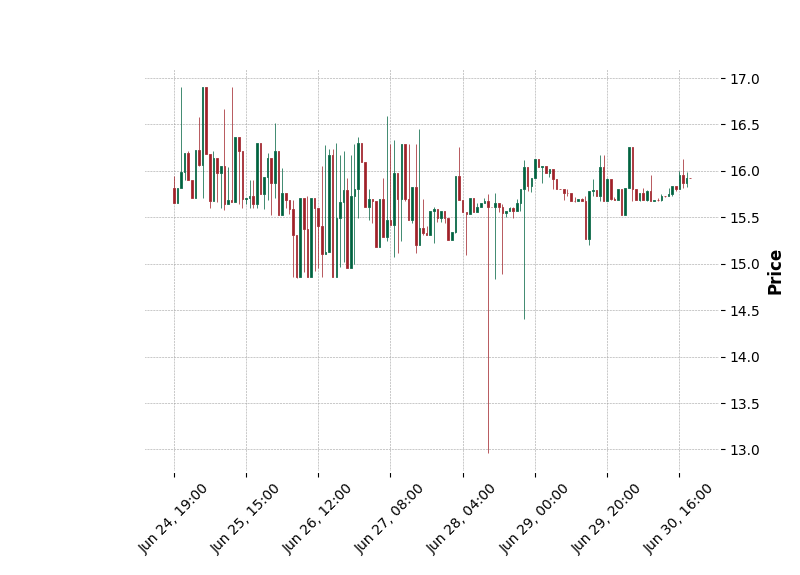 17.0
16.5
16.0
15.5
15.0
14.5
14.0
13.5
13.0
Price
Jun 24, 19:00
Jun 25, 15:00
Jun 26, 12:00
Jun 27, 08:00
Jun 28, 04:00
Jun 29, 00:00
Jun 29, 20:00
Jun 30, 16:00